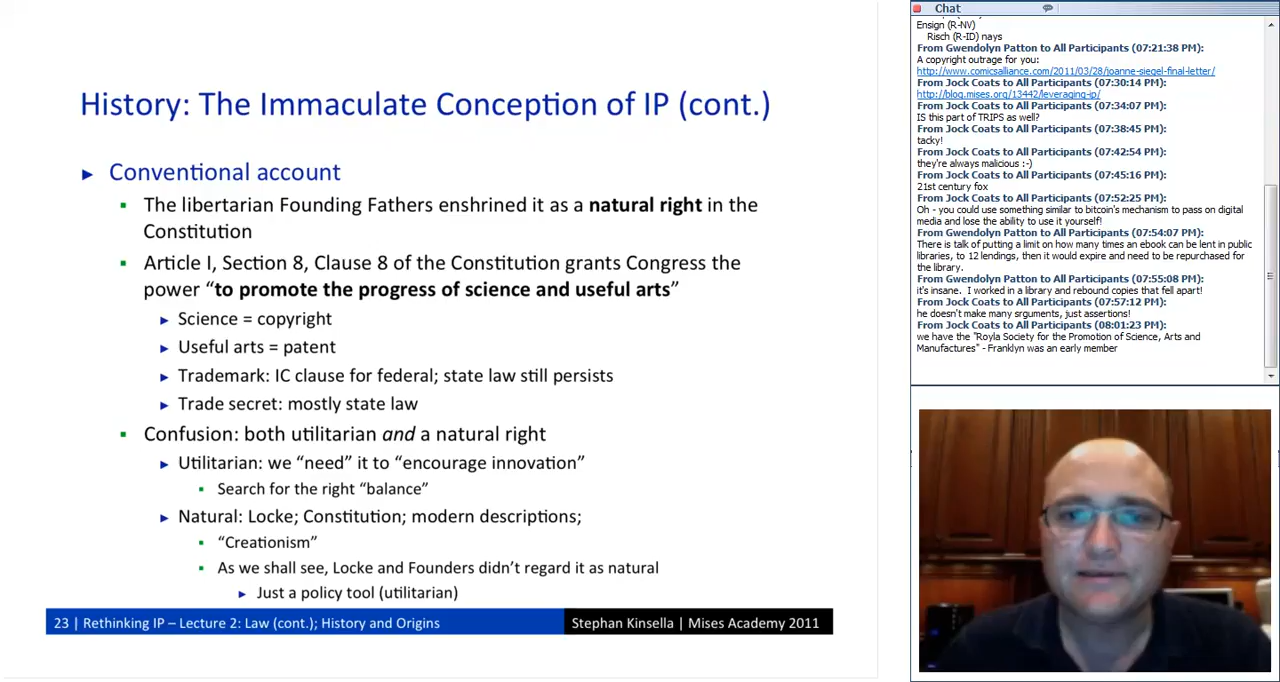 History: The Immaculate Conception of IP (cont.)
► Conventional account
▪ The libertarian Founding Fathers enshrined it as a natural right in the
Constitution
▪ Article I, Section 8, Clause 8 of the Constitution grants Congress the
power “to promote the progress of science and useful arts”
► Science = copyright
► Useful arts = patent
► Trademark: IC clause for federal; state law still persists
► Trade secret: mostly state law
▪ Confusion: both utilitarian and a natural right
► Utilitarian: we “need” it to “encourage innovation”
▪ Search for the right “balance”
► Natural: Locke; Constitution; modern descriptions;
▪ “Creationism”
▪ As we shall see, Locke and Founders didn’t regard it as natural
► Just a policy tool (utilitarian)
23 | Rethinking IP – Lecture 2: Law (cont.); History and Origins
Stephan Kinsella | Mises Academy 2011
Chat
Ensign (R-NV)
Risch (R-ID) nays
From Gwendolyn Patton to All Participants (07:21:38 PM):
A copyright outrage for you:
http://www.comicsalliance.com/2011/03/28/joanne-siegel-final-letter/
From Jock Coats to All Participants (07:30:14 PM):
http://blog.mises.org/13442/leveraging-ip/
From Jock Coats to All Participants (07:34:07 PM):
IS this part of TRIPS as well?
From Jock Coats to All Participants (07:38:45 PM):
tacky!
From Jock Coats to All Participants (07:42:54 PM):
they're always malicious :-)
From Jock Coats to All Participants (07:45:16 PM):
21st century fox
From Jock Coats to All Participants (07:52:25 PM):
Oh - you could use something similar to bitcoin's mechanism to pass on digital
media and lose the ability to use it yourself!
From Gwendolyn Patton to All Participants (07:54:07 PM):
There is talk of putting a limit on how many times an ebook can be lent in public
libraries, to 12 lendings, then it would expire and need to be repurchased for
the library.
From Gwendolyn Patton to All Participants (07:55:08 PM):
it's insane. I worked in a library and rebound copies that fell apart!
From Jock Coats to All Participants (07:57:12 PM):
he doesn't make many srguments, just assertions!
From Jock Coats to All Participants (08:01:23 PM):
we have the "Royla Society for the Promotion of Science, Arts and
Manufactures" - Franklyn was an early member